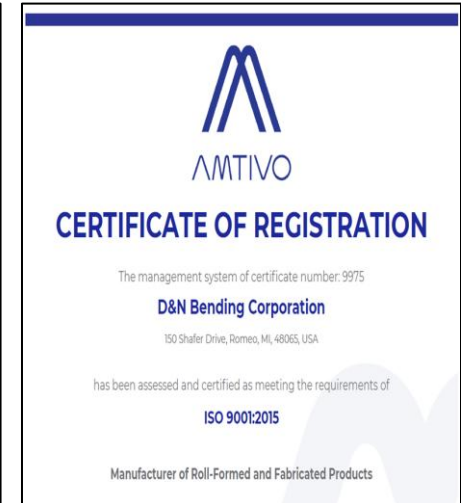 AMTIVO
CERTIFICATE OF REGISTRATION
The management system of certificate number: 9975
D&N Bending Corporation
150 Shafer Drive, Romeo, MI, 48065, USA
has been assessed and certified as meeting the requirements of
ISO 9001:2015
Manufacturer of Roll-Formed and Fabricated Products